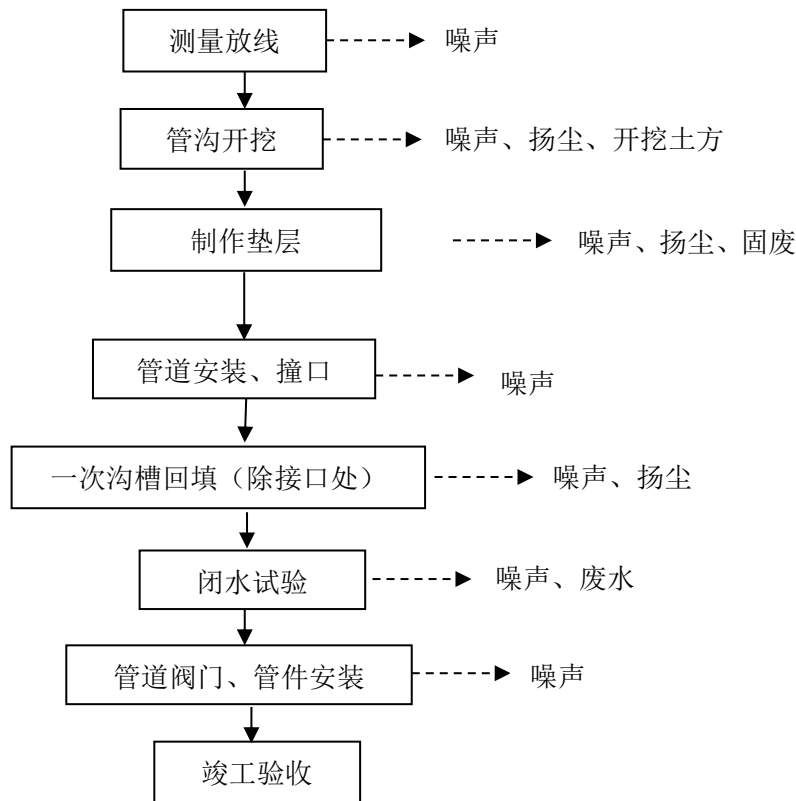 测量放线
噪声
管沟开挖
噪声、扬尘、开挖土方
制作垫层
噪声、扬尘、固废
管道安装、撞口
噪声
一次沟槽回填（除接口处）
噪声、扬尘
闭水试验
噪声、废水
管道阀门、管件安装
噪声
竣工验收